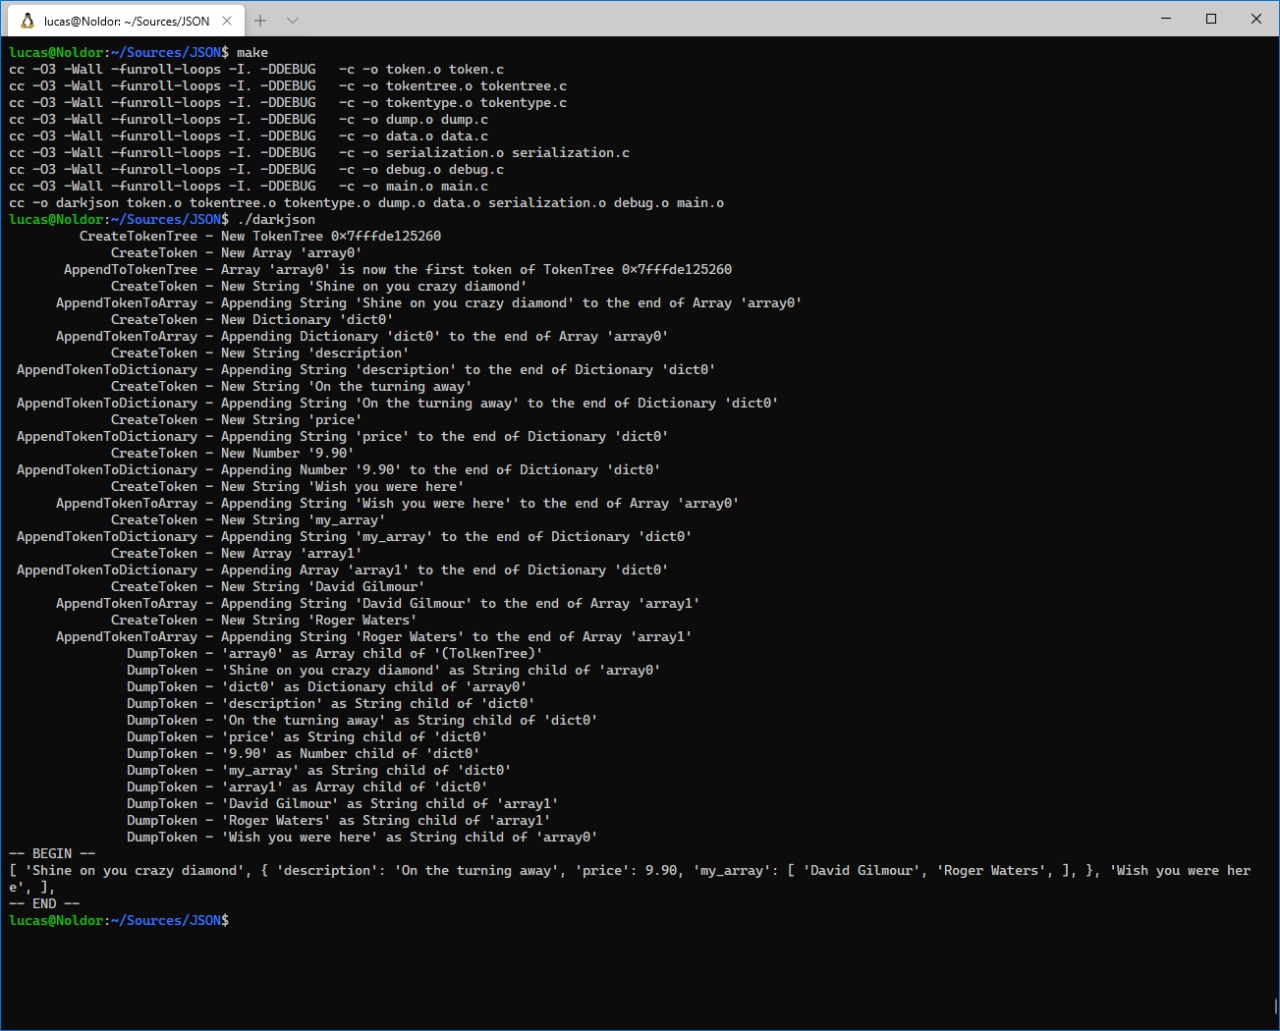 lucas@Noldor: ~/Sources/JSON
lucas@Noldor:~/Sources/JSON$ make
cc -O3 -Wall -funroll-loops -I. -DDEBUG   -c -o token.o token.c
cc -O3 -Wall -funroll-loops -I. -DDEBUG   -c -o tokentree.o tokentree.c
cc -O3 -Wall -funroll-loops -I. -DDEBUG   -c -o tokentype.o tokentype.c
cc -O3 -Wall -funroll-loops -I. -DDEBUG   -c -o dump.o dump.c
cc -O3 -Wall -funroll-loops -I. -DDEBUG   -c -o data.o data.c
cc -O3 -Wall -funroll-loops -I. -DDEBUG   -c -o serialization.o serialization.c
cc -O3 -Wall -funroll-loops -I. -DDEBUG   -c -o debug.o debug.c
cc -O3 -Wall -funroll-loops -I. -DDEBUG   -c -o main.o main.c
cc -o darkjson token.o tokentree.o tokentype.o dump.o data.o serialization.o debug.o main.o
lucas@Noldor:~/Sources/JSON$ ./darkjson
         CreateTokenTree - New TokenTree 0x7fffde125260
             CreateToken - New Array 'array0'
       AppendToTokenTree - Array 'array0' is now the first token of TokenTree 0x7fffde125260
             CreateToken - New String 'Shine on you crazy diamond'
      AppendTokenToArray - Appending String 'Shine on you crazy diamond' to the end of Array 'array0'
             CreateToken - New Dictionary 'dict0'
      AppendTokenToArray - Appending Dictionary 'dict0' to the end of Array 'array0'
             CreateToken - New String 'description'
 AppendTokenToDictionary - Appending String 'description' to the end of Dictionary 'dict0'
             CreateToken - New String 'On the turning away'
 AppendTokenToDictionary - Appending String 'On the turning away' to the end of Dictionary 'dict0'
             CreateToken - New String 'price'
 AppendTokenToDictionary - Appending String 'price' to the end of Dictionary 'dict0'
             CreateToken - New Number '9.90'
 AppendTokenToDictionary - Appending Number '9.90' to the end of Dictionary 'dict0'
             CreateToken - New String 'Wish you were here'
      AppendTokenToArray - Appending String 'Wish you were here' to the end of Array 'array0'
             CreateToken - New String 'my_array'
 AppendTokenToDictionary - Appending String 'my_array' to the end of Dictionary 'dict0'
             CreateToken - New Array 'array1'
 AppendTokenToDictionary - Appending Array 'array1' to the end of Dictionary 'dict0'
             CreateToken - New String 'David Gilmour'
      AppendTokenToArray - Appending String 'David Gilmour' to the end of Array 'array1'
             CreateToken - New String 'Roger Waters'
      AppendTokenToArray - Appending String 'Roger Waters' to the end of Array 'array1'
               DumpToken - 'array0' as Array child of '(TolkenTree)'
               DumpToken - 'Shine on you crazy diamond' as String child of 'array0'
               DumpToken - 'dict0' as Dictionary child of 'array0'
               DumpToken - 'description' as String child of 'dict0'
               DumpToken - 'On the turning away' as String child of 'dict0'
               DumpToken - 'price' as String child of 'dict0'
               DumpToken - '9.90' as Number child of 'dict0'
               DumpToken - 'my_array' as String child of 'dict0'
               DumpToken - 'array1' as Array child of 'dict0'
               DumpToken - 'David Gilmour' as String child of 'array1'
               DumpToken - 'Roger Waters' as String child of 'array1'
               DumpToken - 'Wish you were here' as String child of 'array0'
-- BEGIN --
[ 'Shine on you crazy diamond', { 'description': 'On the turning away', 'price': 9.90, 'my_array': [ 'David Gilmour', 'Roger Waters', ], }, 'Wish you were her
e', ],
-- END --
lucas@Noldor:~/Sources/JSON$